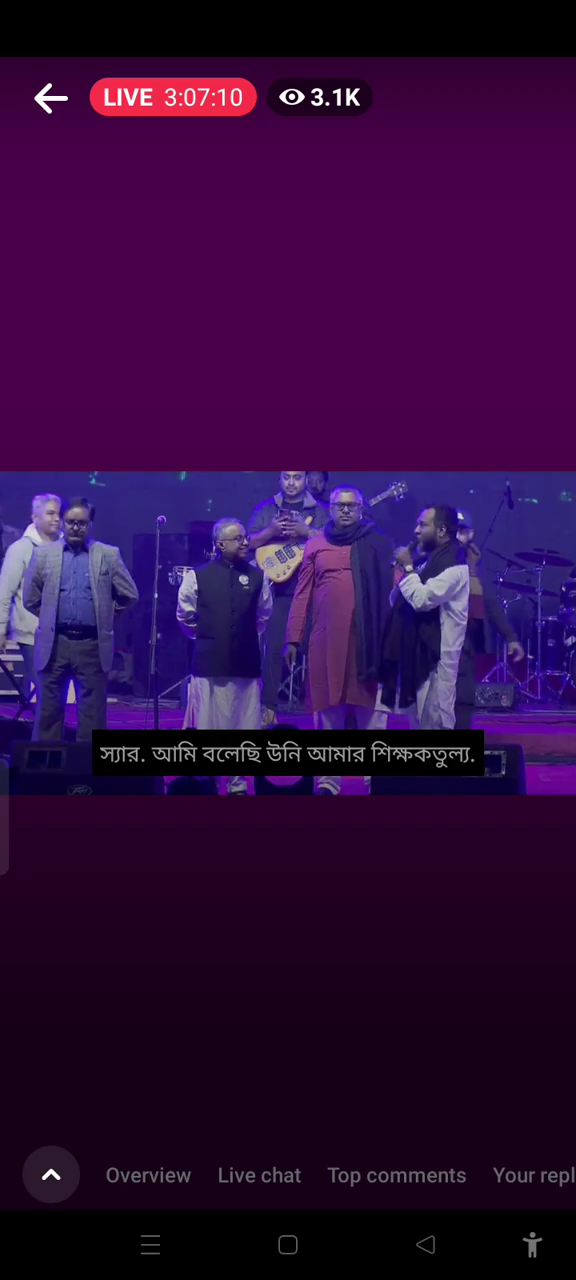 LIVE 3:07:10 3.1K
স্যার. আমি বলেছি উনি আমার শিক্ষকতুল্য.
Overview Live chat Top comments Your repl